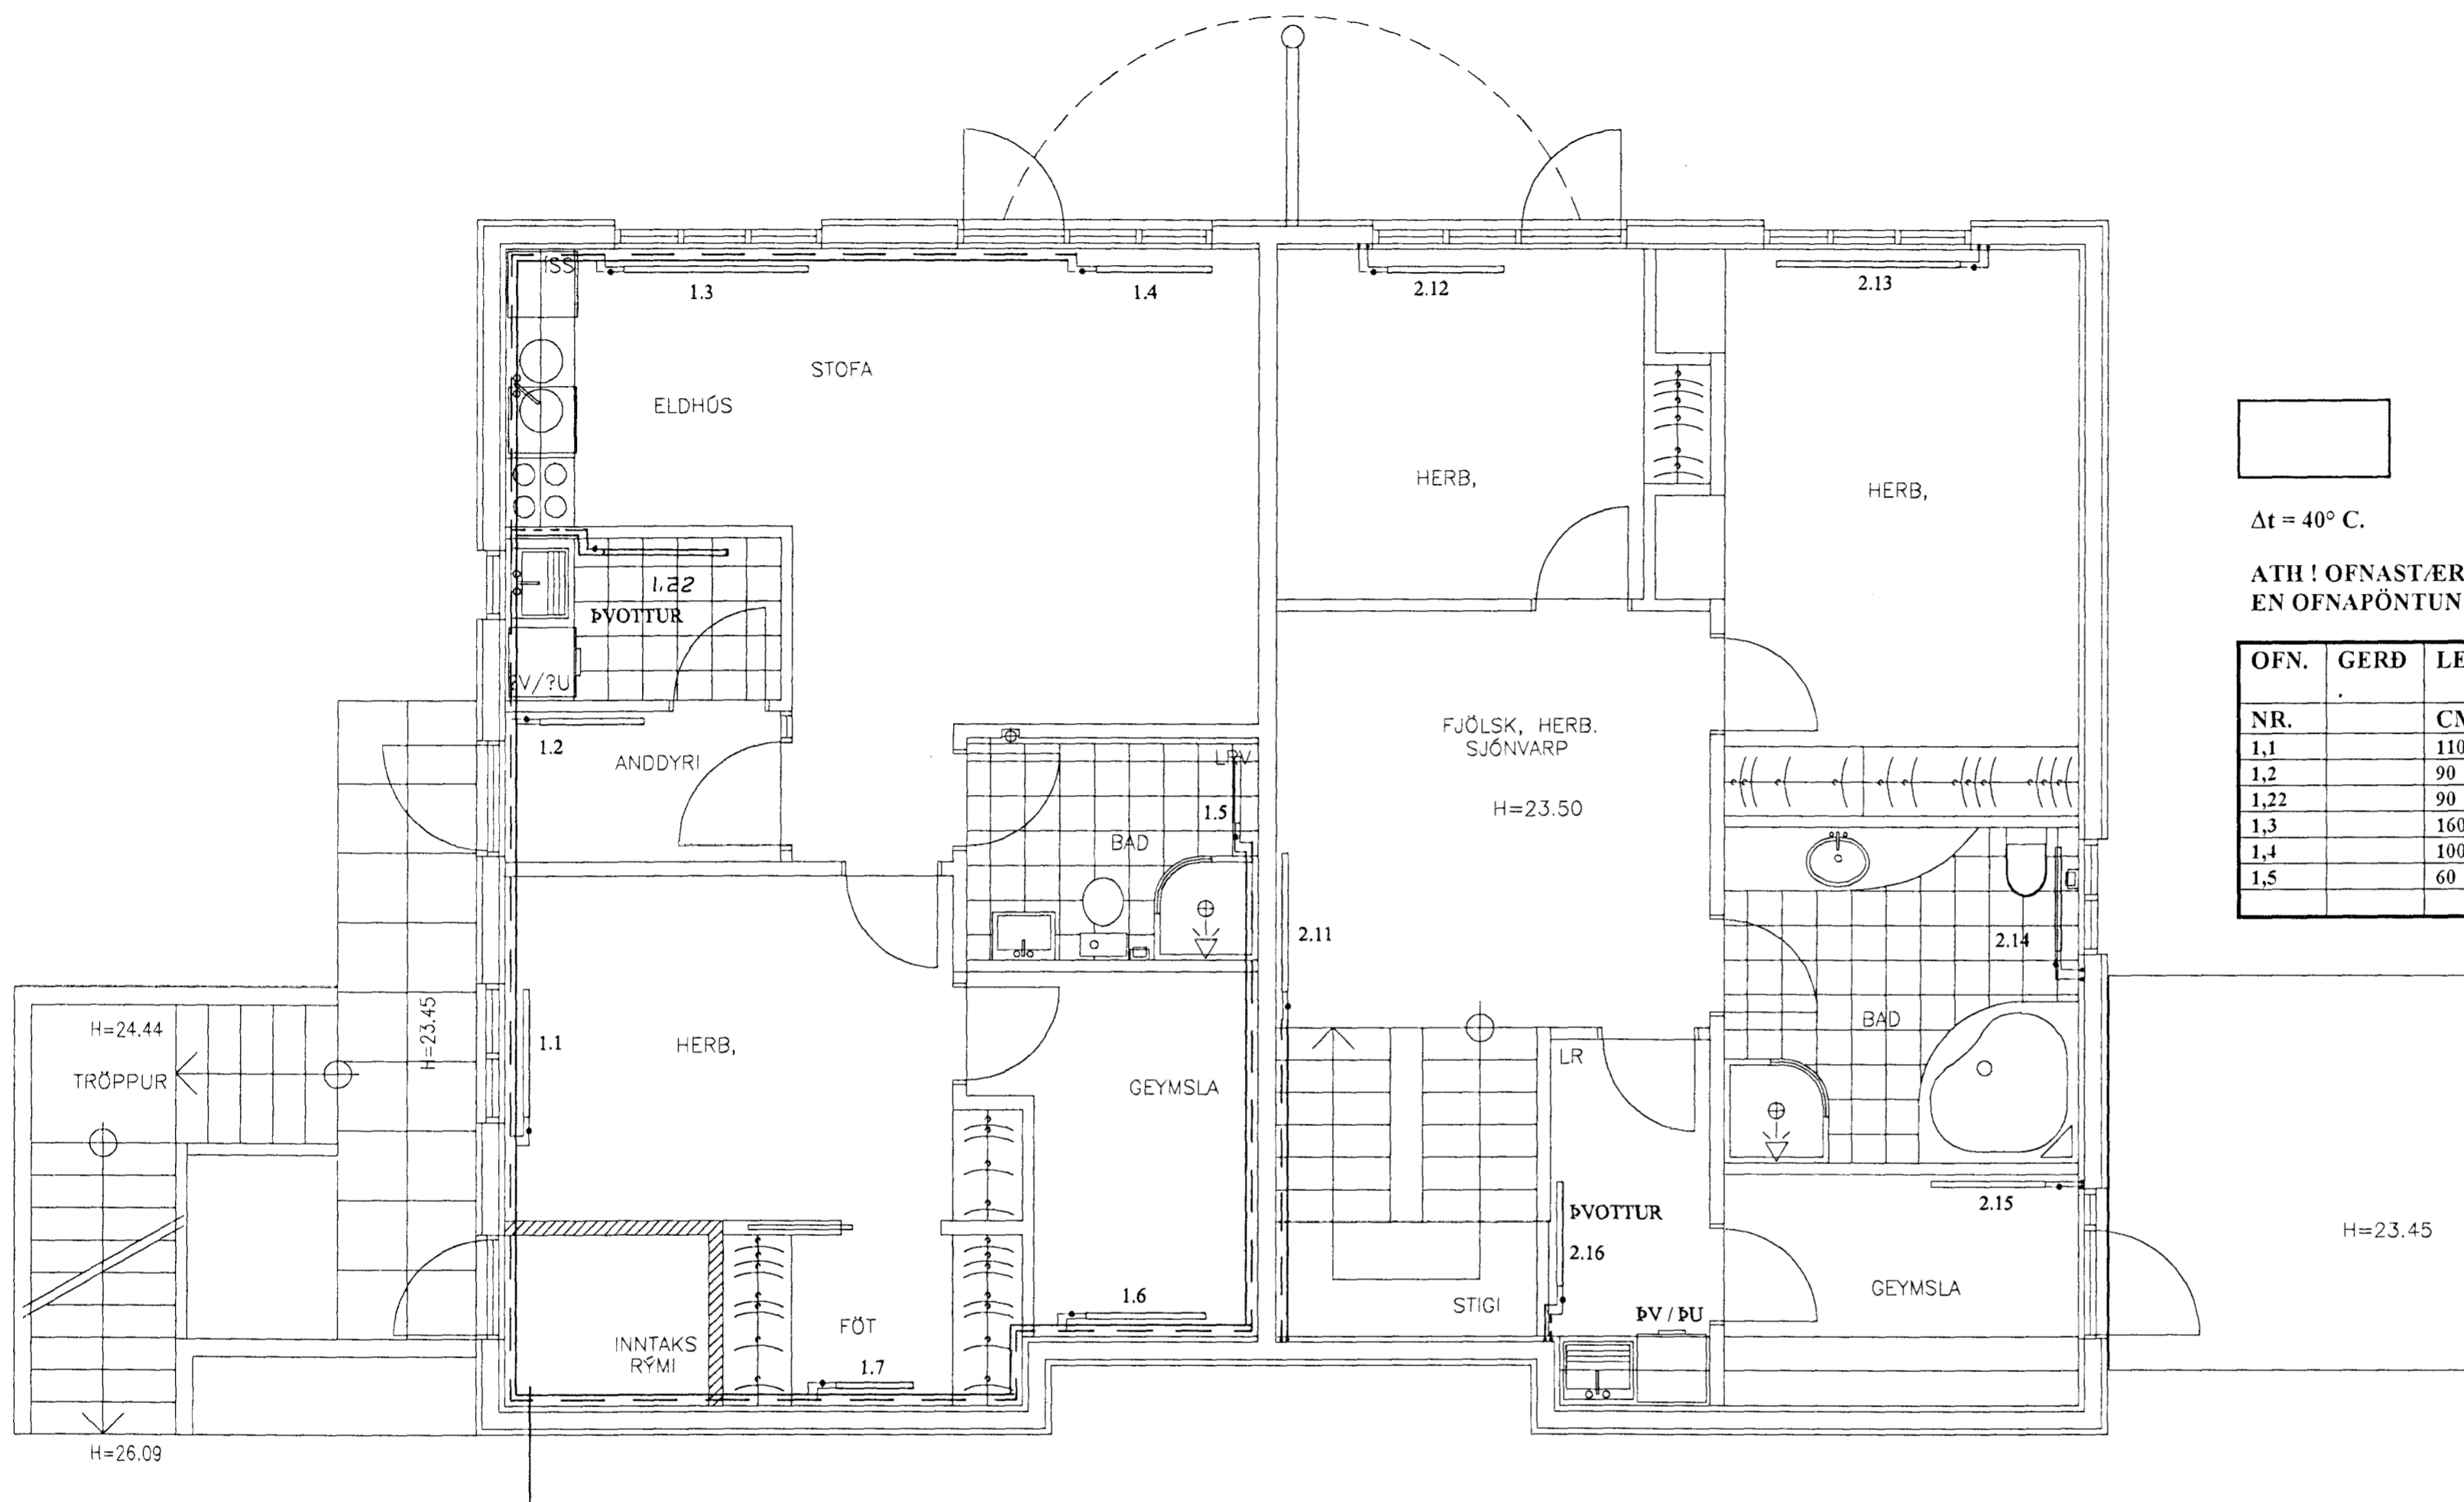 ÍSS
1.3
1.4
2.12
2.13
STOFA
ELDHÚS
HERB,
HERB,
Δt = 40° C.
ATH ! OFNASTÆR
EN OFNAPÖNTUN
1.22
ÞVOTTUR
?V/?U
1.2
ANDDYRI
FJÖLSK, HERB.
SJÓNVARP
H=23.50
LRV
1.5
BAD
OFN. GERÐ LE
NR. CM
1,1 110
1,2 90
1,22 90
1,3 160
1,4 100
1,5 60
2.11
2.14
BAD
H=24.44
TRÖPPUR
H=23.45
1.1
HERB,
GEYMSLA
LR
ÞVOTTUR
2.16
2.15
H=23.45
GEYMSLA
1.6
STIGI
ÞV / ÞU
INNTAKS
RÝMI
FÖT
1.7
H=26.09